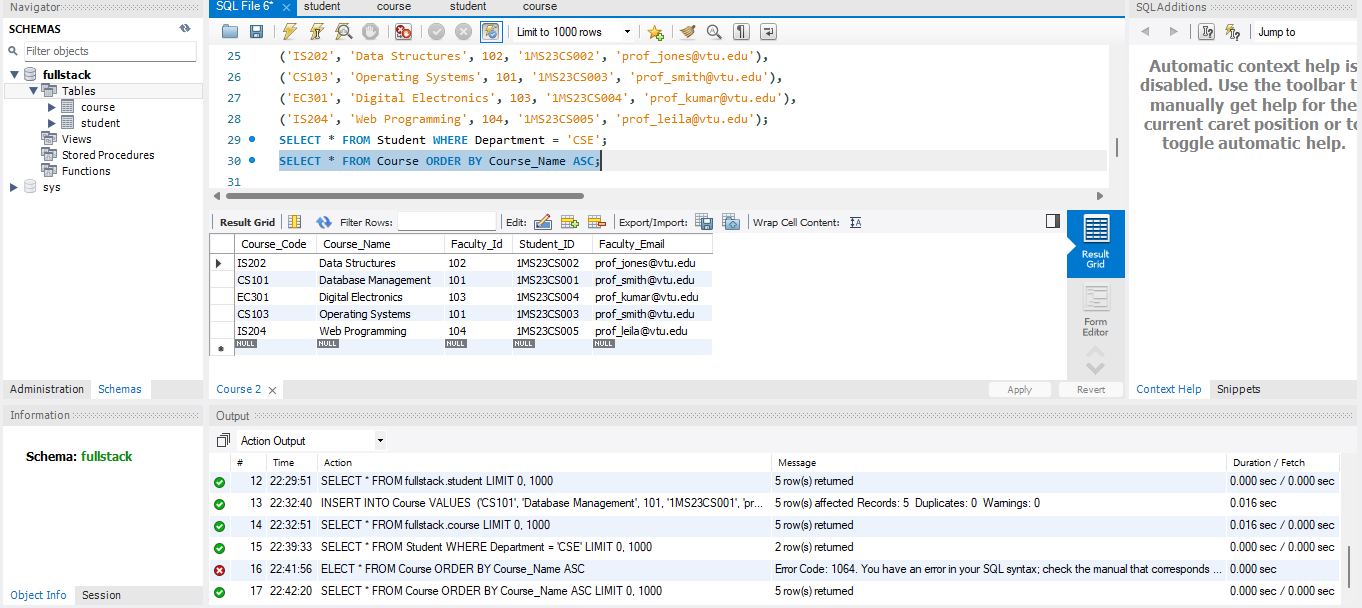 Navigator
SCHEMAS
Filter objects
fullstack
Tables
course
student
Views
Stored Procedures
Functions
sys
Administration Schemas
Information
Schema: fullstack
Object Info Session
SQL File 6* student course student course
Limit to 1000 rows
25 ('IS202', 'Data Structures', 102, '1MS23CS002', 'prof_jones@vtu.edu'),
26 ('CS103', 'Operating Systems', 101, '1MS23CS003', 'prof_smith@vtu.edu'),
27 ('EC301', 'Digital Electronics', 103, '1MS23CS004', 'prof_kumar@vtu.edu'),
28 ('IS204', 'Web Programming', 104, '1MS23CS005', 'prof_leila@vtu.edu');
29 SELECT * FROM Student WHERE Department = 'CSE';
30 SELECT * FROM Course ORDER BY Course_Name ASC;
31
Result Grid Filter Rows: Edit: Export/Import: Wrap Cell Content:
Course_Code Course_Name Faculty_Id Student_ID Faculty_Email
IS202 Data Structures 102 1MS23CS002 prof_jones@vtu.edu
CS101 Database Management 101 1MS23CS001 prof_smith@vtu.edu
EC301 Digital Electronics 103 1MS23CS004 prof_kumar@vtu.edu
CS103 Operating Systems 101 1MS23CS003 prof_smith@vtu.edu
IS204 Web Programming 104 1MS23CS005 prof_leila@vtu.edu
NULL NULL NULL NULL NULL
Result
Grid
Form
Editor
Course 2 Apply Revert
SQLAdditions
Jump to
Automatic context help is
disabled. Use the toolbar t
manually get help for the
current caret position or to
toggle automatic help.
Context Help Snippets
Output
Action Output
# Time Action Message Duration / Fetch
12 22:29:51 SELECT * FROM fullstack.student LIMIT 0, 1000 5 row(s) returned 0.000 sec / 0.000 sec
13 22:32:40 INSERT INTO Course VALUES ('CS101', 'Database Management', 101, '1MS23CS001', 'pr... 5 row(s) affected Records: 5 Duplicates: 0 Warnings: 0 0.016 sec
14 22:32:51 SELECT * FROM fullstack.course LIMIT 0, 1000 5 row(s) returned 0.016 sec / 0.000 sec
15 22:39:33 SELECT * FROM Student WHERE Department = 'CSE' LIMIT 0, 1000 2 row(s) returned 0.000 sec / 0.000 sec
16 22:41:56 ELECT * FROM Course ORDER BY Course_Name ASC Error Code: 1064. You have an error in your SQL syntax; check the manual that corresponds ... 0.000 sec
17 22:42:20 SELECT * FROM Course ORDER BY Course_Name ASC LIMIT 0, 1000 5 row(s) returned 0.000 sec / 0.000 sec